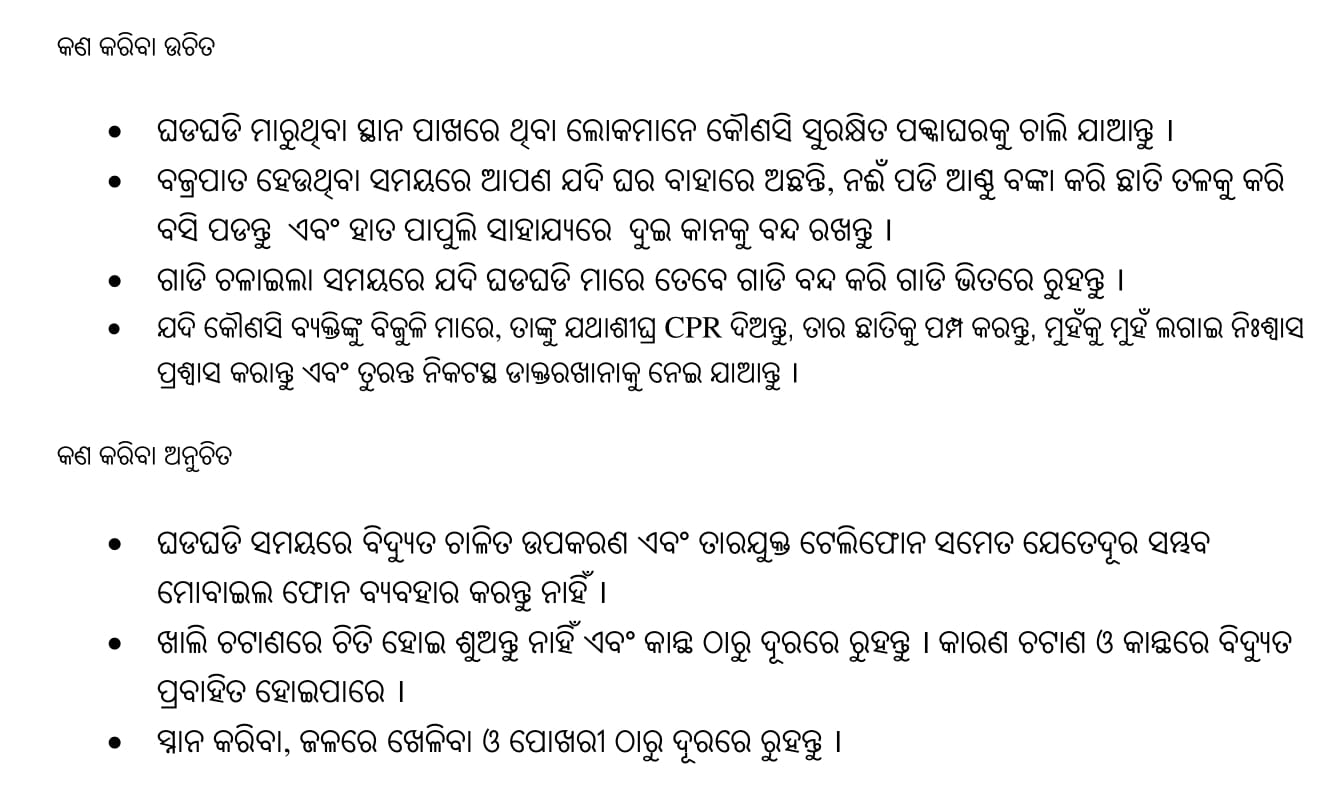 କଣ କରିବା ଉଚିତ
• ଘଡଘଡି ମାରୁଥିବା ସ୍ଥାନ ପାଖରେ ଥିବା ଲୋକମାନେ କୌଣସି ସୁରକ୍ଷିତ ପକ୍କାଘରକୁ ଚାଲି ଯାଆନ୍ତୁ ।
• ବଜ୍ରପାତ ହେଉଥିବା ସମୟରେ ଆପଣ ଯଦି ଘର ବାହାରେ ଅଛନ୍ତି, ନଈଁ ପଡି ଆଣ୍ଠୁ ବଙ୍କା କରି ଛାତି ତଳକୁ କରି
ବସି ପଡନ୍ତୁ ଏବଂ ହାତ ପାପୁଲି ସାହାଯ୍ୟରେ ଦୁଇ କାନକୁ ବନ୍ଦ ରଖନ୍ତୁ ।
• ଗାଡି ଚଳାଇଲା ସମୟରେ ଯଦି ଘଡଘଡି ମାରେ ତେବେ ଗାଡି ବନ୍ଦ କରି ଗାଡି ଭିତରେ ରୁହନ୍ତୁ ।
• ଯଦି କୌଣସି ବ୍ୟକ୍ତିଙ୍କୁ ବିଜୁଳି ମାରେ, ତାଙ୍କୁ ଯଥାଶୀଘ୍ର CPR ଦିଅନ୍ତୁ, ତାର ଛାତିକୁ ପମ୍ପ କରନ୍ତୁ, ମୁହଁକୁ ମୁହଁ ଲଗାଇ ନିଃଶ୍ୱାସ
ପ୍ରଶ୍ୱାସ କରାନ୍ତୁ ଏବଂ ତୁରନ୍ତ ନିକଟସ୍ଥ ଡାକ୍ତରଖାନାକୁ ନେଇ ଯାଆନ୍ତୁ ।
କଣ କରିବା ଅନୁଚିତ
• ଘଡଘଡି ସମୟରେ ବିଦ୍ୟୁତ ଚାଳିତ ଉପକରଣ ଏବଂ ତାରଯୁକ୍ତ ଟେଲିଫୋନ ସମେତ ଯେତେଦୂର ସମ୍ଭବ
ମୋବାଇଲ ଫୋନ ବ୍ୟବହାର କରନ୍ତୁ ନାହିଁ ।
• ଖାଲି ଚଟାଣରେ ଚିତି ହୋଇ ଶୁଅନ୍ତୁ ନାହିଁ ଏବଂ କାନ୍ଥ ଠାରୁ ଦୂରରେ ରୁହନ୍ତୁ । କାରଣ ଚଟାଣ ଓ କାନ୍ଥରେ ବିଦ୍ୟୁତ
ପ୍ରବାହିତ ହୋଇପାରେ ।
• ସ୍ନାନ କରିବା, ଜଳରେ ଖେଳିବା ଓ ପୋଖରୀ ଠାରୁ ଦୂରରେ ରୁହନ୍ତୁ ।